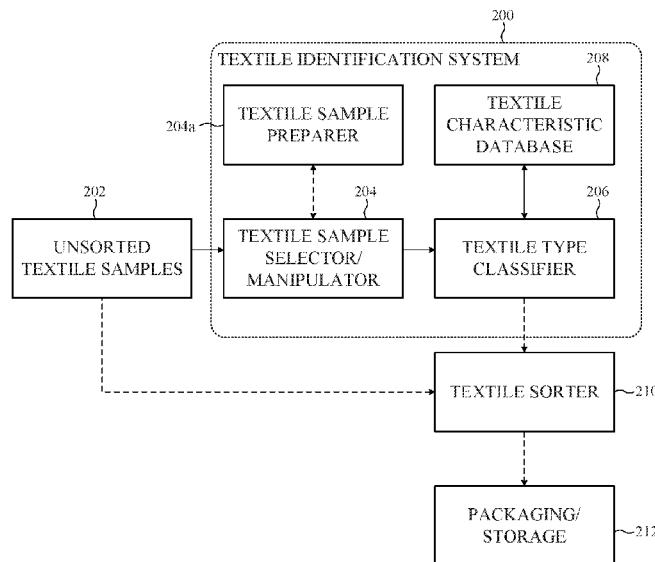 200
TEXTILE IDENTIFICATION SYSTEM
208
204a
TEXTILE SAMPLE
PREPARER
TEXTILE
CHARACTERISTIC
DATABASE
202
204
206
UNSORTED
TEXTILE SAMPLES
TEXTILE SAMPLE
SELECTOR/
MANIPULATOR
TEXTILE TYPE
CLASSIFIER
TEXTILE SORTER
210
PACKAGING/
STORAGE
212